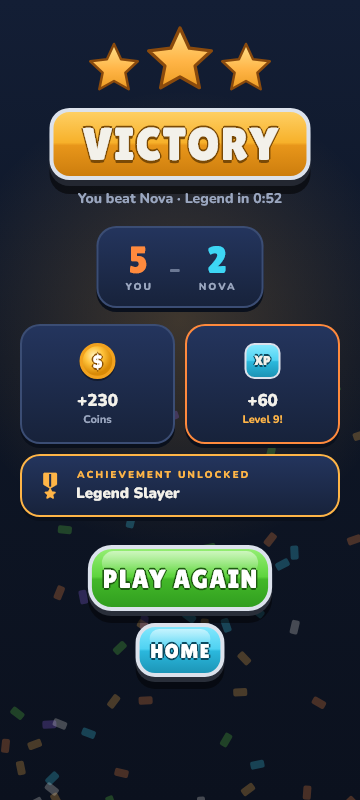 VICTORY
You beat Nova · Legend in 0:52
5 – 2
YOU NOVA
$ XP
+230 +60
Coins Level 9!
ACHIEVEMENT UNLOCKED
Legend Slayer
PLAY AGAIN
HOME